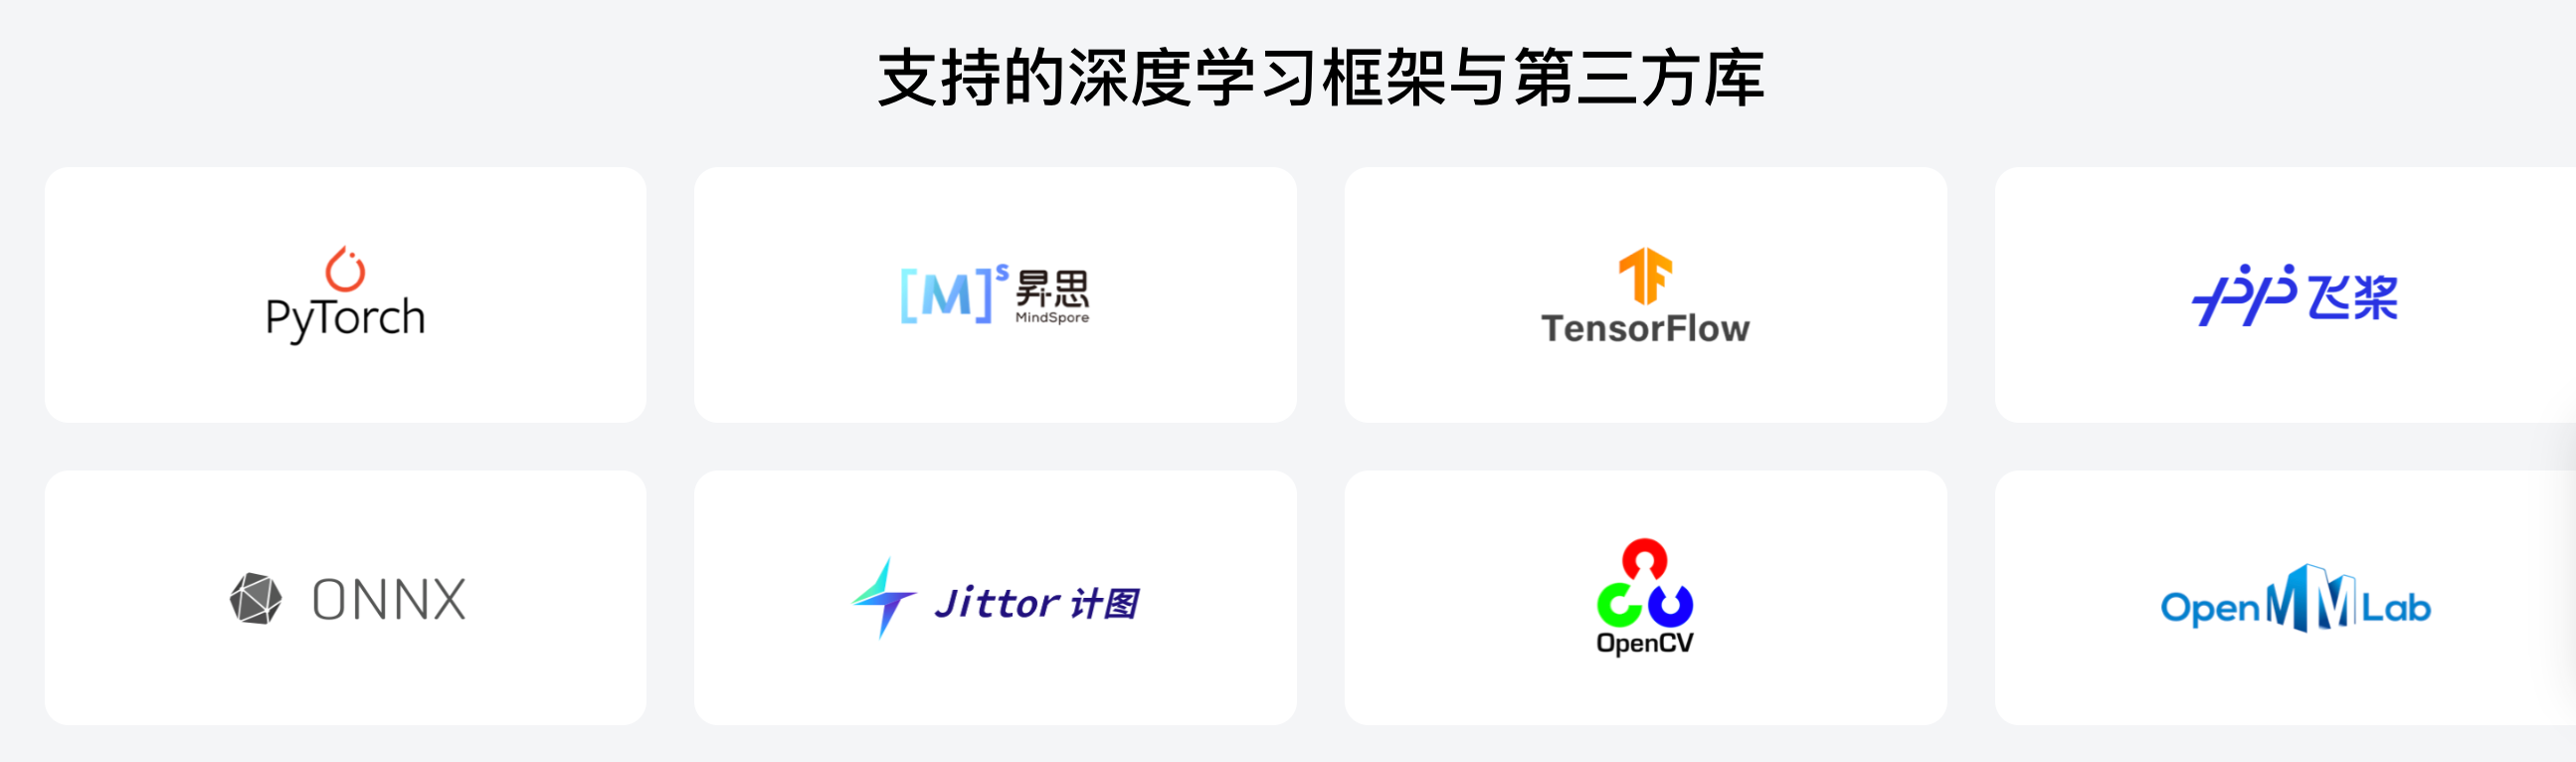 支持的深度学习框架与第三方库
PyTorch
[M]s 昇思
MindSpore
TensorFlow
飞桨
ONNX
Jittor 计图
OpenCV
OpenMMLab